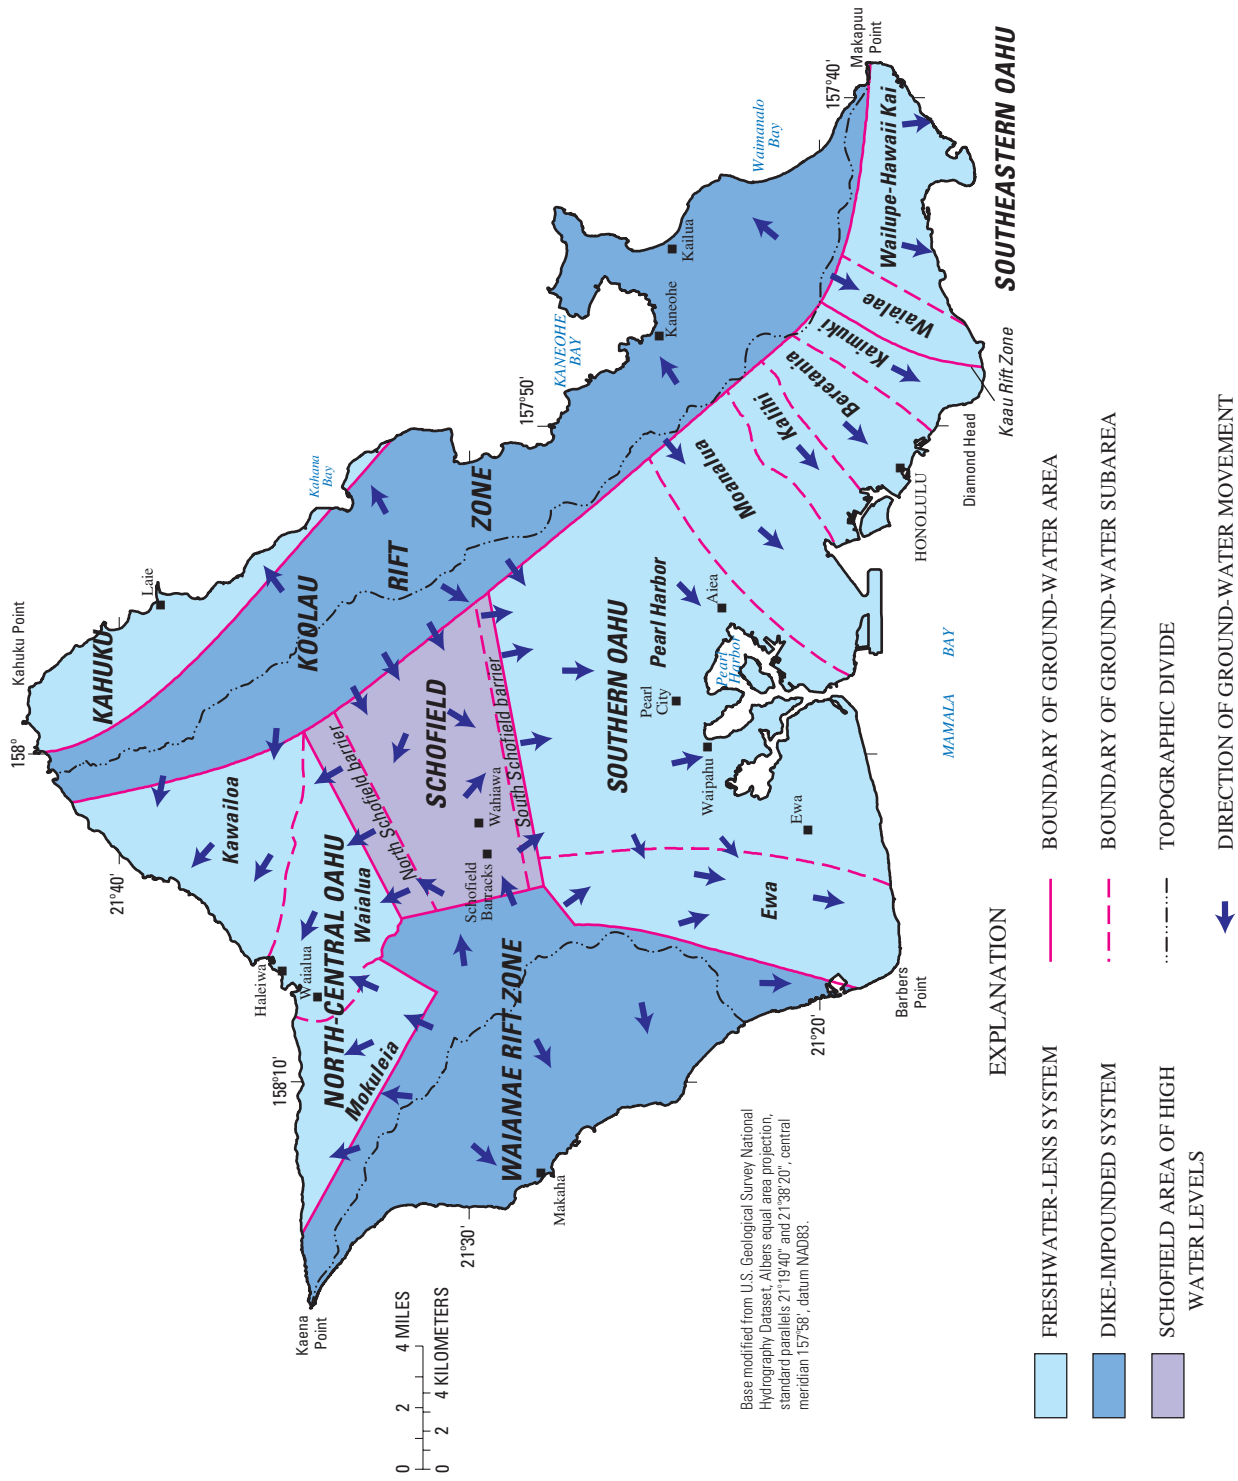 Kahuku Point
158°
Laie
KAHUKU
Kahana
Bay
21°40'
Kawailoa
KOOLAU
RIFT
ZONE
157°50'
KANEOHE
BAY
Haleiwa
Waialua
NORTH-CENTRAL OAHU
Waialua
North Schofield barrier
SCHOFIELD
Wahiawa
Schofield
Barracks
South Schofield barrier
Kaneohe
Kailua
Waimanalo
Bay
158°10'
Mokuleia
Kaena
Point
21°30'
WAIANAE RIFT ZONE
Makaha
SOUTHERN OAHU
Pearl Harbor
Pearl
City
Waipahu
Pearl
Harbor
Aiea
Ewa
Ewa
Moanalua
Kalihi
Beretania
Kaimuki
Waialae
Wailupe-Hawaii Kai
157°40'
Makapuu
Point
21°20'
Barbers
Point
MAMALA BAY
HONOLULU
Diamond Head
Kaau Rift Zone
SOUTHEASTERN OAHU
0 2 4 MILES
0 2 4 KILOMETERS
Base modified from U.S. Geological Survey National
Hydrography Dataset, Albers equal area projection,
standard parallels 21°19'40" and 21°38'20", central
meridian 157°58', datum NAD83.
EXPLANATION
FRESHWATER-LENS SYSTEM
DIKE-IMPOUNDED SYSTEM
SCHOFIELD AREA OF HIGH
WATER LEVELS
BOUNDARY OF GROUND-WATER AREA
BOUNDARY OF GROUND-WATER SUBAREA
TOPOGRAPHIC DIVIDE
DIRECTION OF GROUND-WATER MOVEMENT